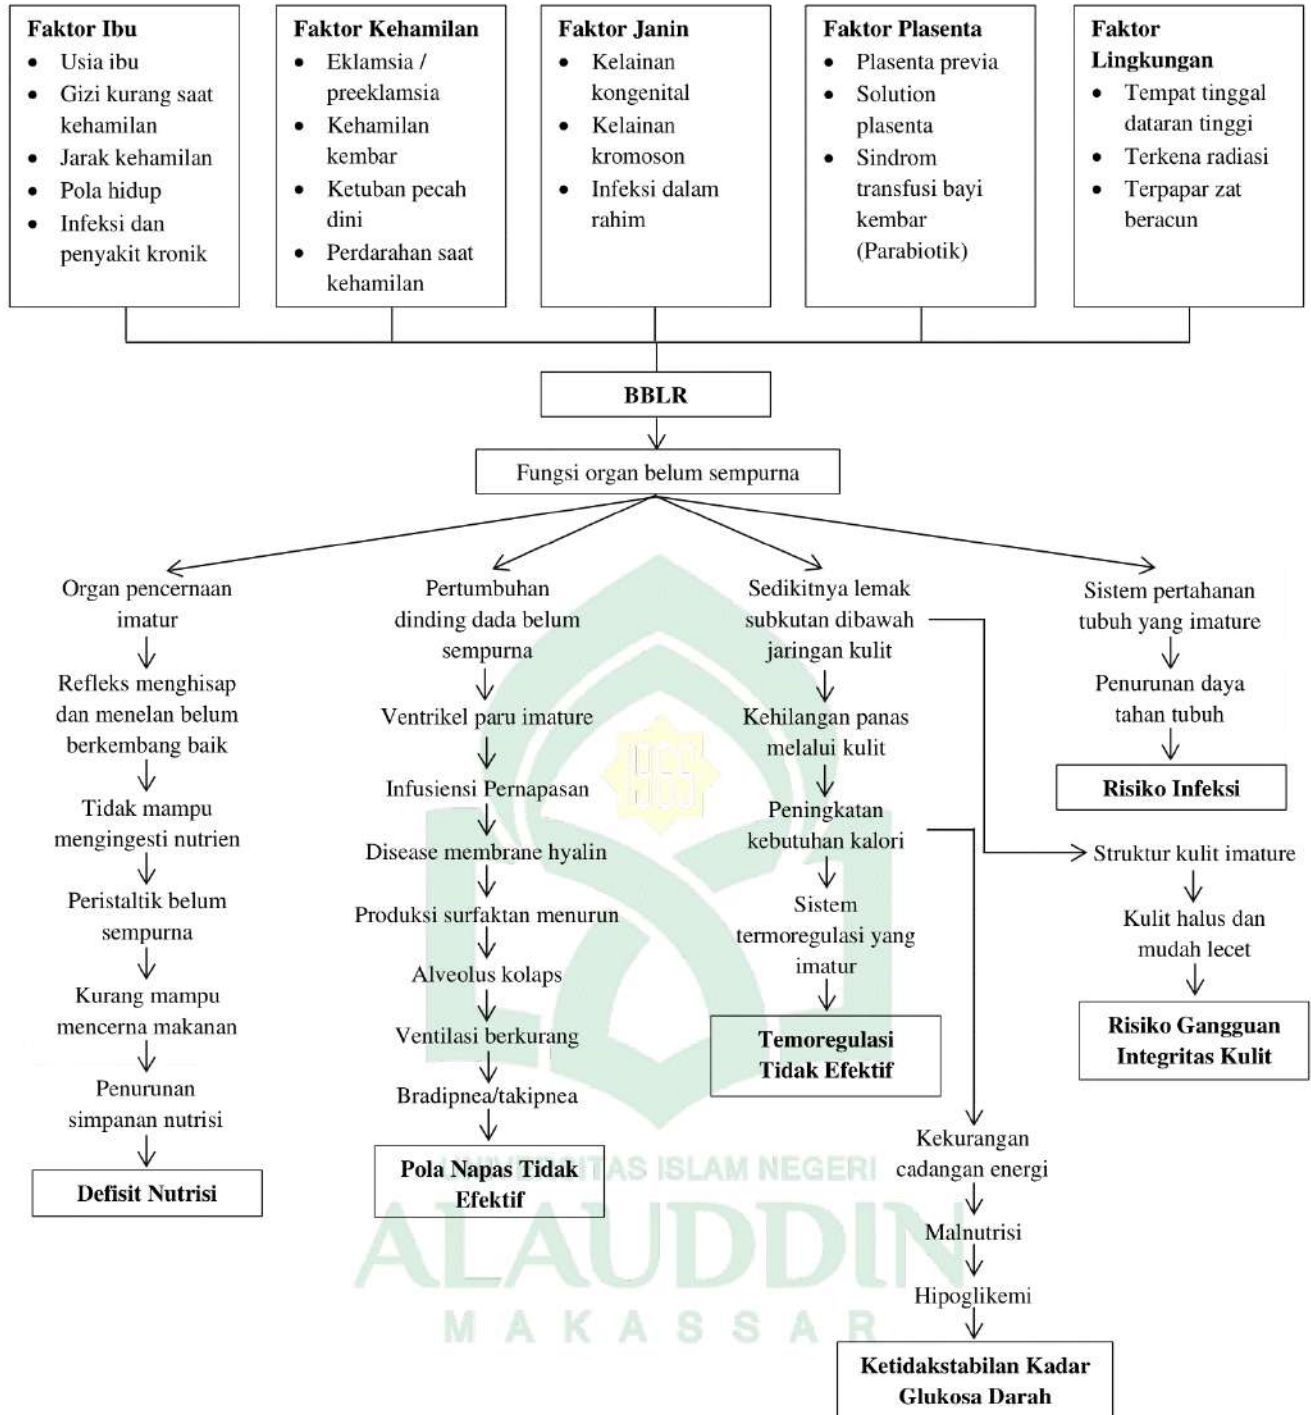 Faktor Ibu
• Usia ibu
• Gizi kurang saat
kehamilan
• Jarak kehamilan
• Pola hidup
• Infeksi dan
penyakit kronik
Faktor Kehamilan
• Eklamsia /
preeklamsia
• Kehamilan
kembar
• Ketuban pecah
dini
• Perdarahan saat
kehamilan
Faktor Janin
• Kelainan
kongenital
• Kelainan
kromoson
• Infeksi dalam
rahim
Faktor Plasenta
• Plasenta previa
• Solution
plasenta
• Sindrom
transfusi bayi
kembar
(Parabiotik)
Faktor
Lingkungan
• Tempat tinggal
dataran tinggi
• Terkena radiasi
• Terpapar zat
beracun
BBLR
Fungsi organ belum sempurna
Organ pencernaan
imatur
Refleks menghisap
dan menelan belum
berkembang baik
Tidak mampu
mengingesti nutrien
Peristaltik belum
sempurna
Kurang mampu
mencerna makanan
Penurunan
simpanan nutrisi
Defisit Nutrisi
Pertumbuhan
dinding dada belum
sempurna
Ventrikel paru imature
Infusiensi Pernapasan
Disease membrane hyalin
Produksi surfaktan menurun
Alveolus kolaps
Ventilasi berkurang
Bradipnea/takipnea
Pola Napas Tidak
Efektif
Sedikitnya lemak
subkutan dibawah
jaringan kulit
Kehilangan panas
melalui kulit
Peningkatan
kebutuhan kalori
Sistem
termoregulasi yang
imatur
Temoregulasi
Tidak Efektif
Kekurangan
cadangan energi
Malnutrisi
Hipoglikemi
Ketidakstabilan Kadar
Glukosa Darah
Sistem pertahanan
tubuh yang imature
Penurunan daya
tahan tubuh
Risiko Infeksi
Struktur kulit imature
Kulit halus dan
mudah lecet
Risiko Gangguan
Integritas Kulit
1965
UNIVERSITAS ISLAM NEGERI
ALAUDDIN
MAKASSAR